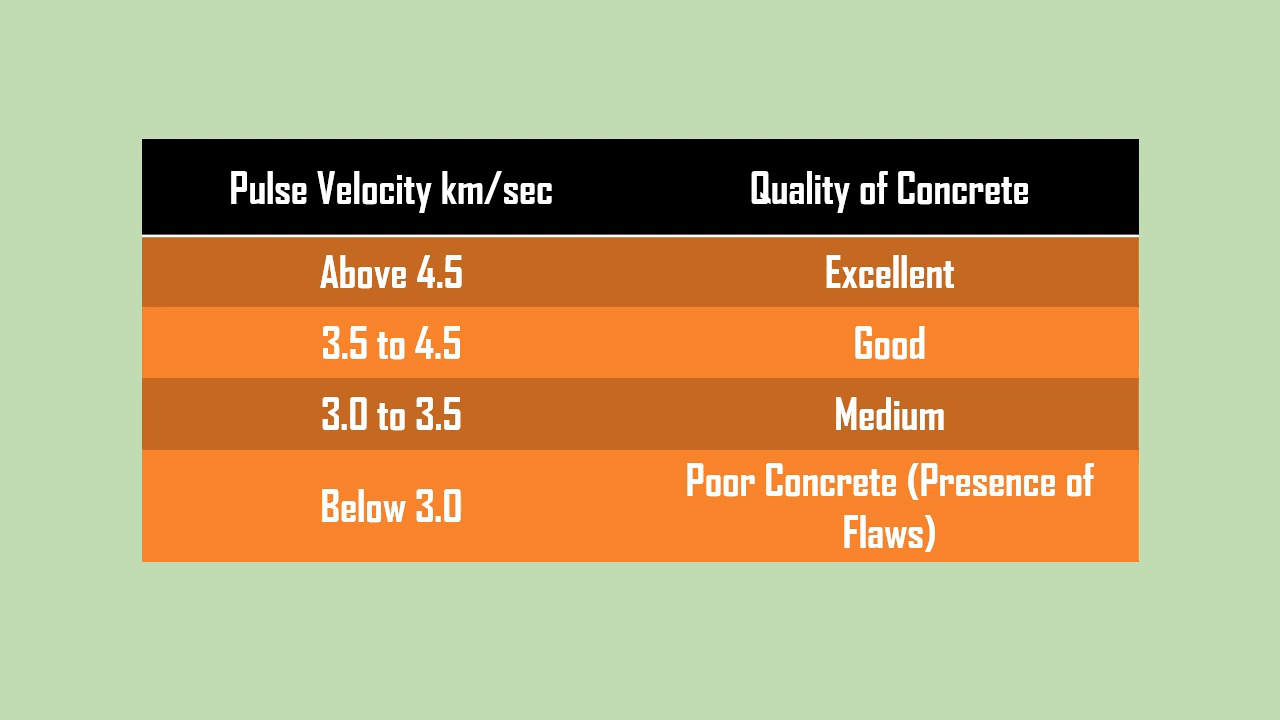 Pulse Velocity km/sec Quality of Concrete
Above 4.5 Excellent
3.5 to 4.5 Good
3.0 to 3.5 Medium
Below 3.0 Poor Concrete (Presence of
Flaws)